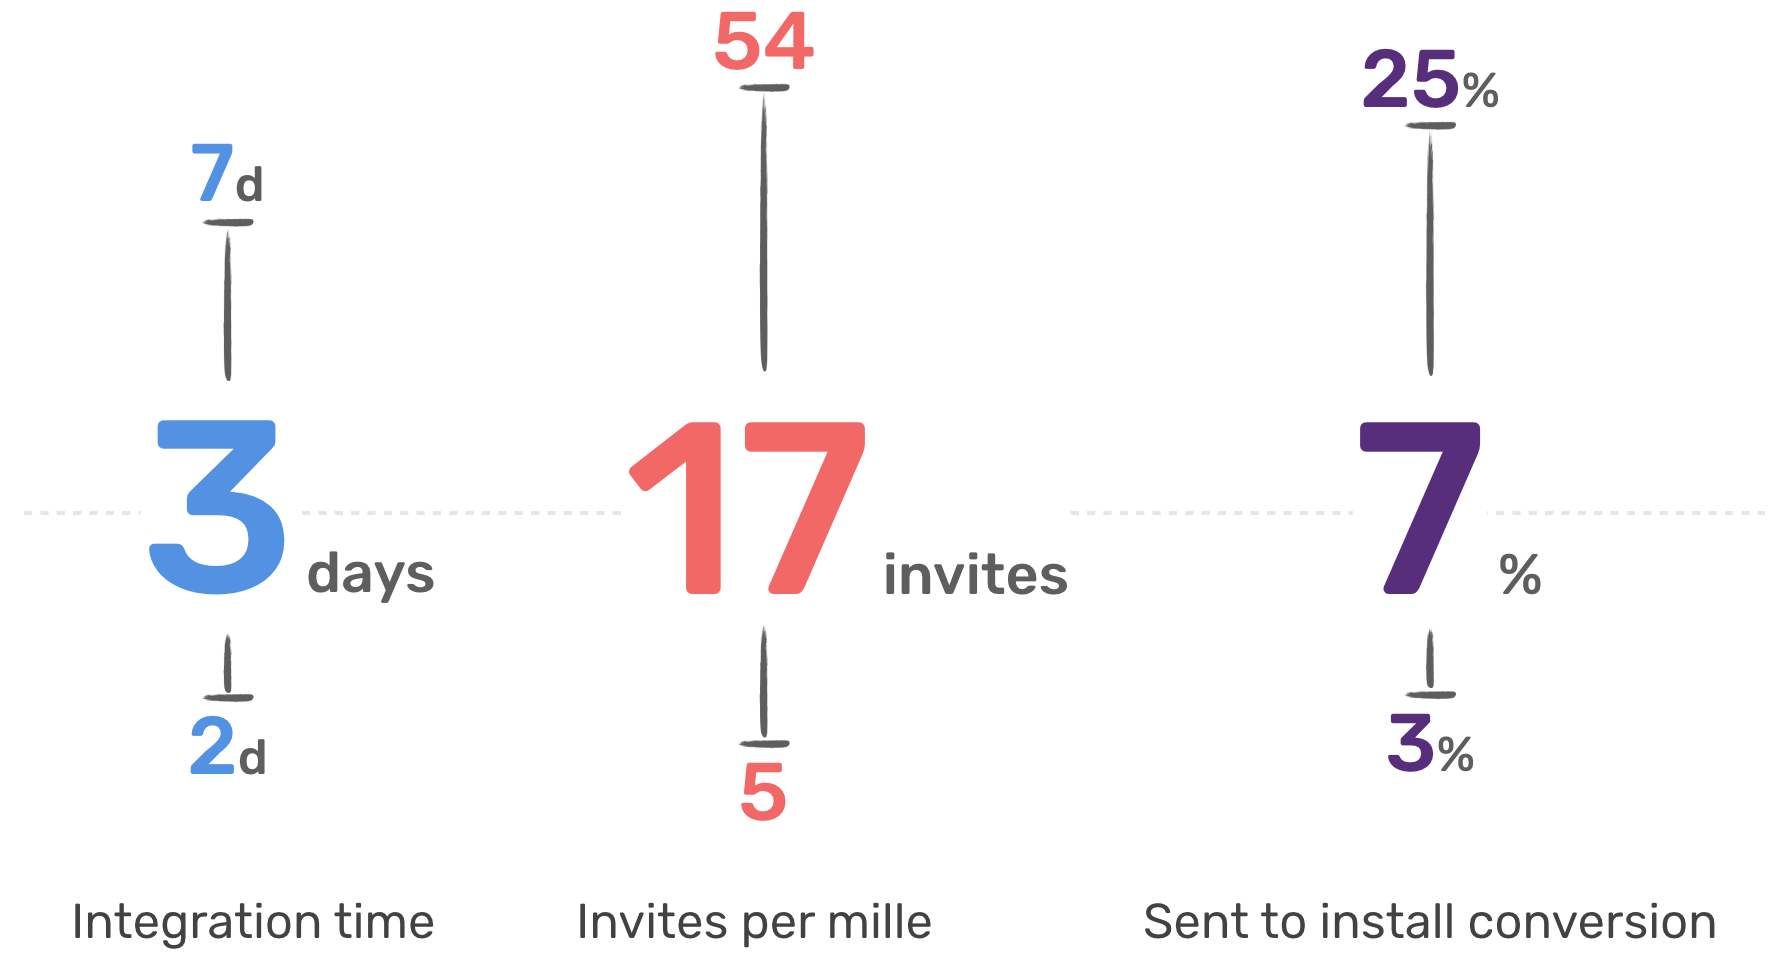 7d
3 days
2d
Integration time
54
17 invites
5
Invites per mille
25%
7 %
3%
Sent to install conversion